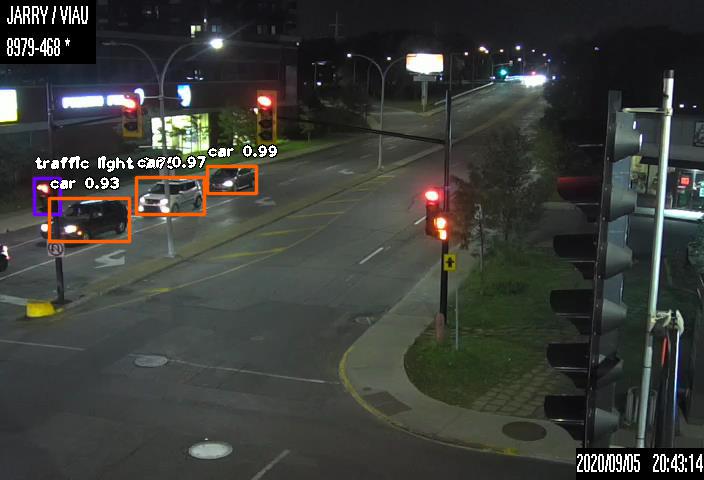 JARRY / VIAU
8979-468 *
traffic light
car 0.97
car 0.99
car 0.93
2020/09/05 20:43:14